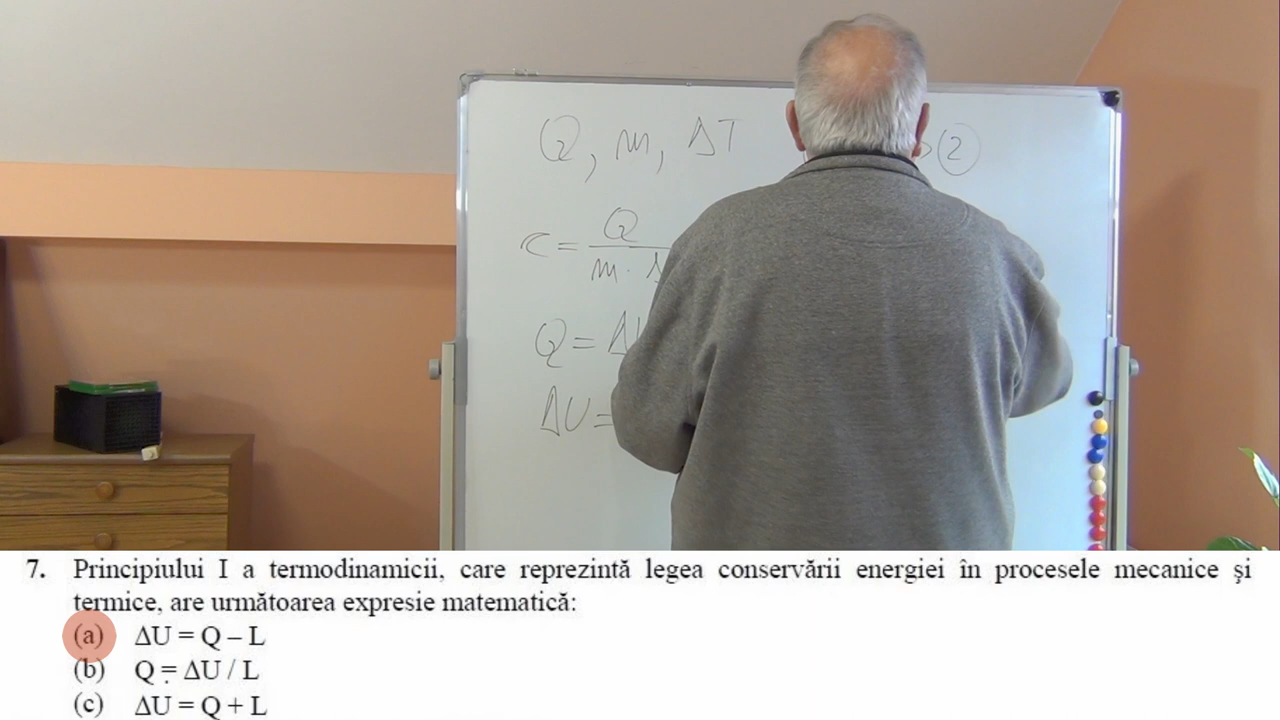 Q, m, ΔT
2
c = Q / m ·
Q =
ΔU =
7. Principiului I a termodinamicii, care reprezintă legea conservării energiei în procesele mecanice şi
termice, are următoarea expresie matematică:
(a) ΔU = Q – L
(b) Q = ΔU / L
(c) ΔU = Q + L